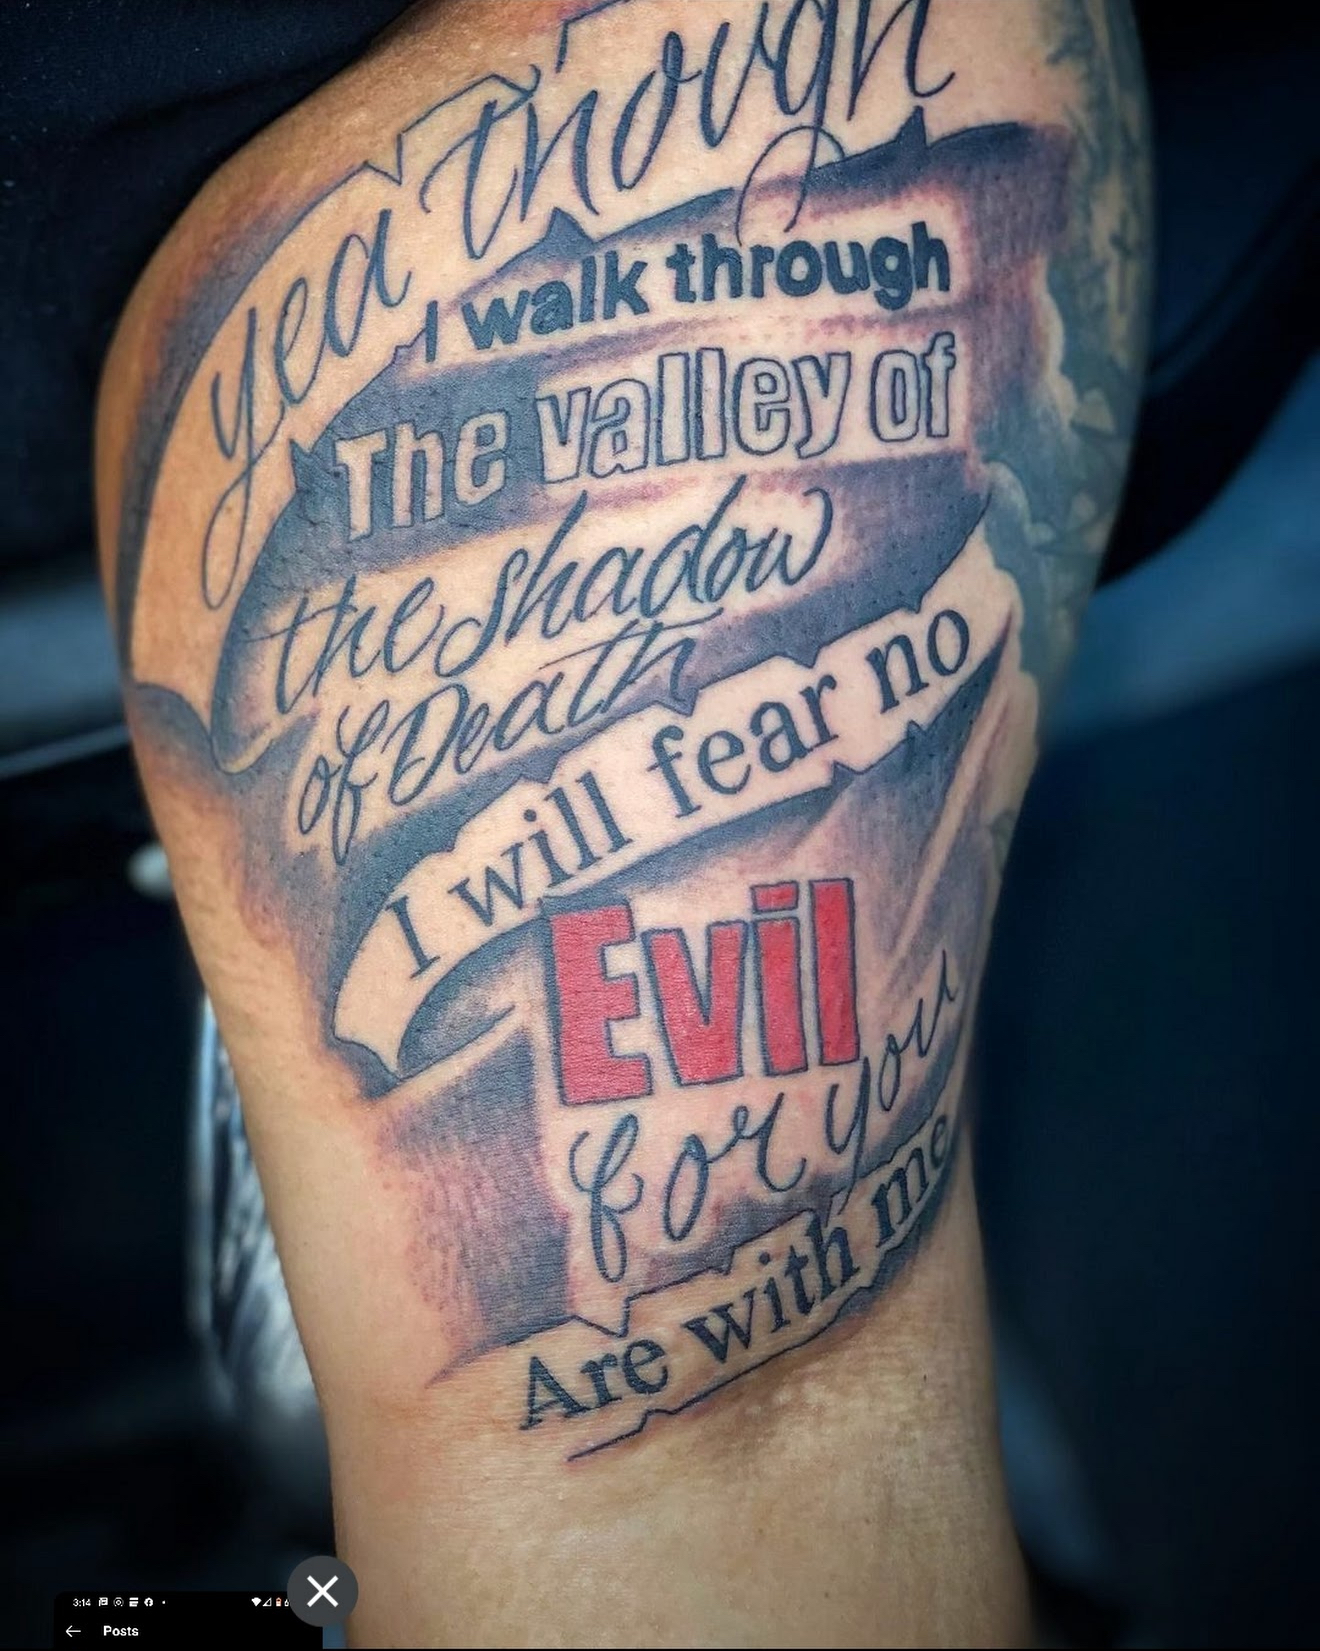 yea though
I walk through
The valley of
the shadow
of Death
I will fear no
Evil
for you
Are with me
3:14
Posts